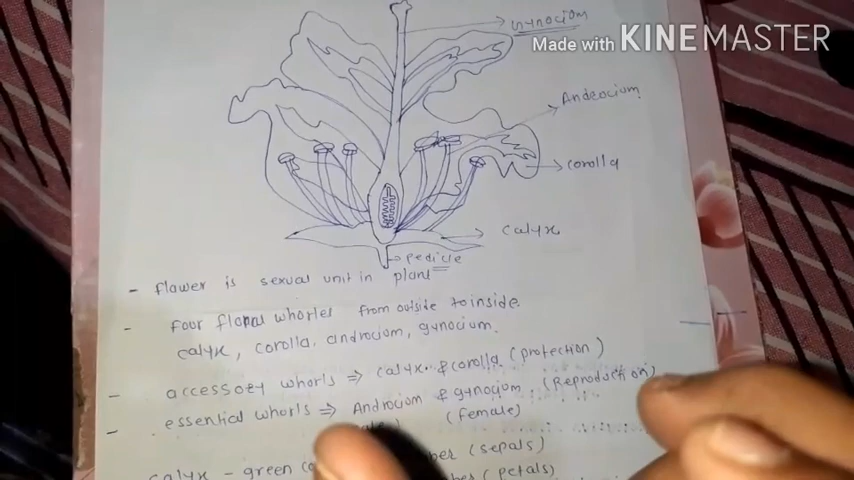 Gynocium
Made with KINEMASTER
Androcium
corolla
calyx
pedicle
- flower is sexual unit in plant
- four floral whorles from outside to inside
calyx, corolla, androcium, gynocium.
- accessory whorls ⇒ calyx & corolla (protection)
- essential whorls ⇒ Androcium & gynocium (Reproduction)
(female)
calyx - green (sepals)
(petals)